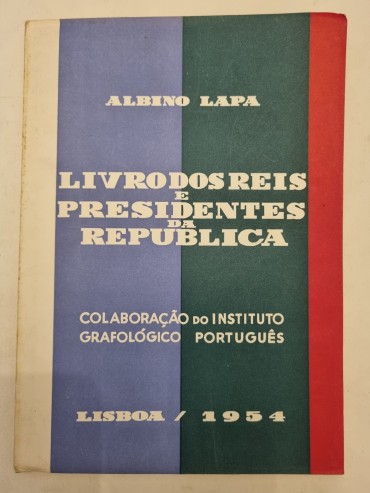 ALBINO LAPA
LIVRO DOS REIS
E
PRESIDENTES
DA
REPUBLICA
COLABORAÇÃO DO INSTITUTO
GRAFOLÓGICO PORTUGUÊS
LISBOA / 1954